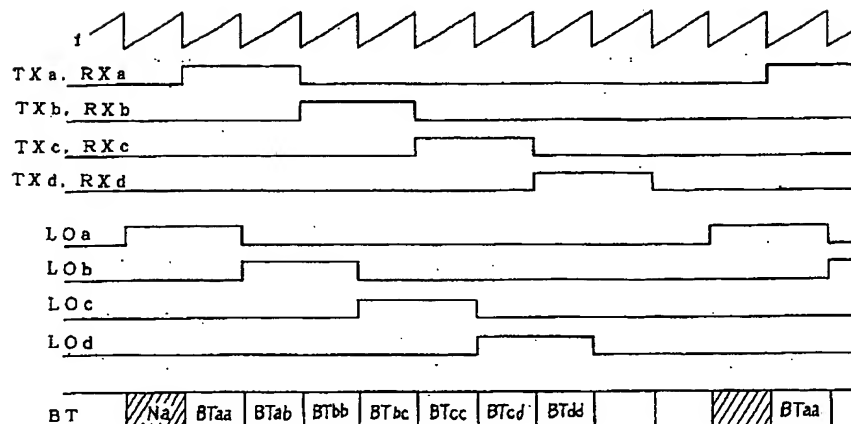 f
TXa, RXa
TXb, RXb
TXc, RXc
TXd, RXd
LOa
LOb
LOc
LOd
BT Na BTaa BTab BTbb BTbc BTcc BTcd BTdd BTaa